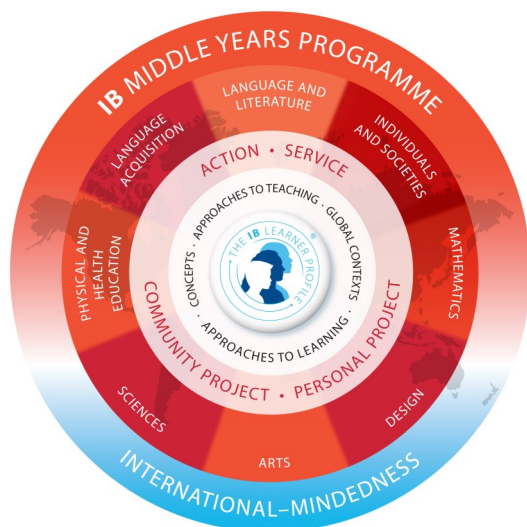 IB MIDDLE YEARS PROGRAMME
LANGUAGE AND
LITERATURE
INDIVIDUALS
AND SOCIETIES
MATHEMATICS
DESIGN
ARTS
SCIENCES
PHYSICAL AND
HEALTH
EDUCATION
LANGUAGE
ACQUISITION
ACTION • SERVICE
PERSONAL PROJECT
COMMUNITY PROJECT •
APPROACHES TO TEACHING ·
GLOBAL CONTEXTS ·
APPROACHES TO LEARNING ·
CONCEPTS ·
· THE IB LEARNER PROFILE ·
®
INTERNATIONAL–MINDEDNESS